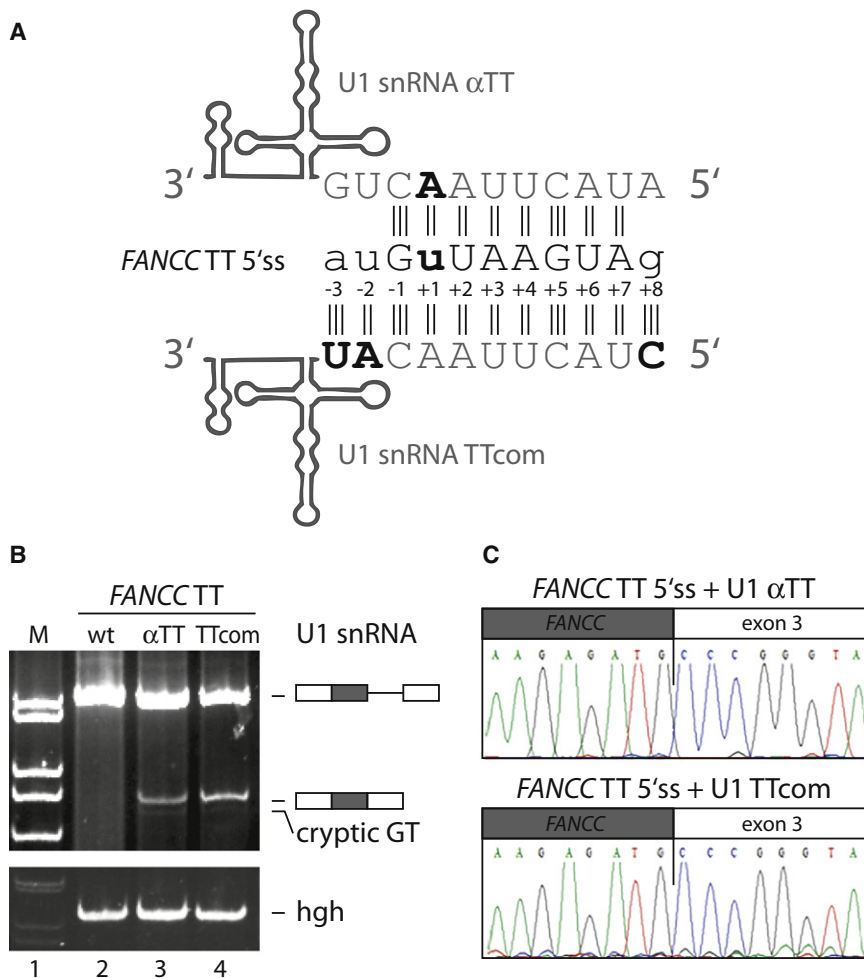 A
U1 snRNA αTT
3‘ GUCAAUUCAUA 5‘
FANCC TT 5‘ss auGuUAAGUAg
-3 -2 -1 +1 +2 +3 +4 +5 +6 +7 +8
3‘ UACAAUUCAUC 5‘
U1 snRNA TTcom
B
FANCC TT
M wt αTT TTcom U1 snRNA
cryptic GT
hgh
1 2 3 4
C
FANCC TT 5‘ss + U1 αTT
FANCC exon 3
A A G A G A T G C C C G G G T A
FANCC TT 5‘ss + U1 TTcom
FANCC exon 3
A A G A G A T G C C C G G G T A